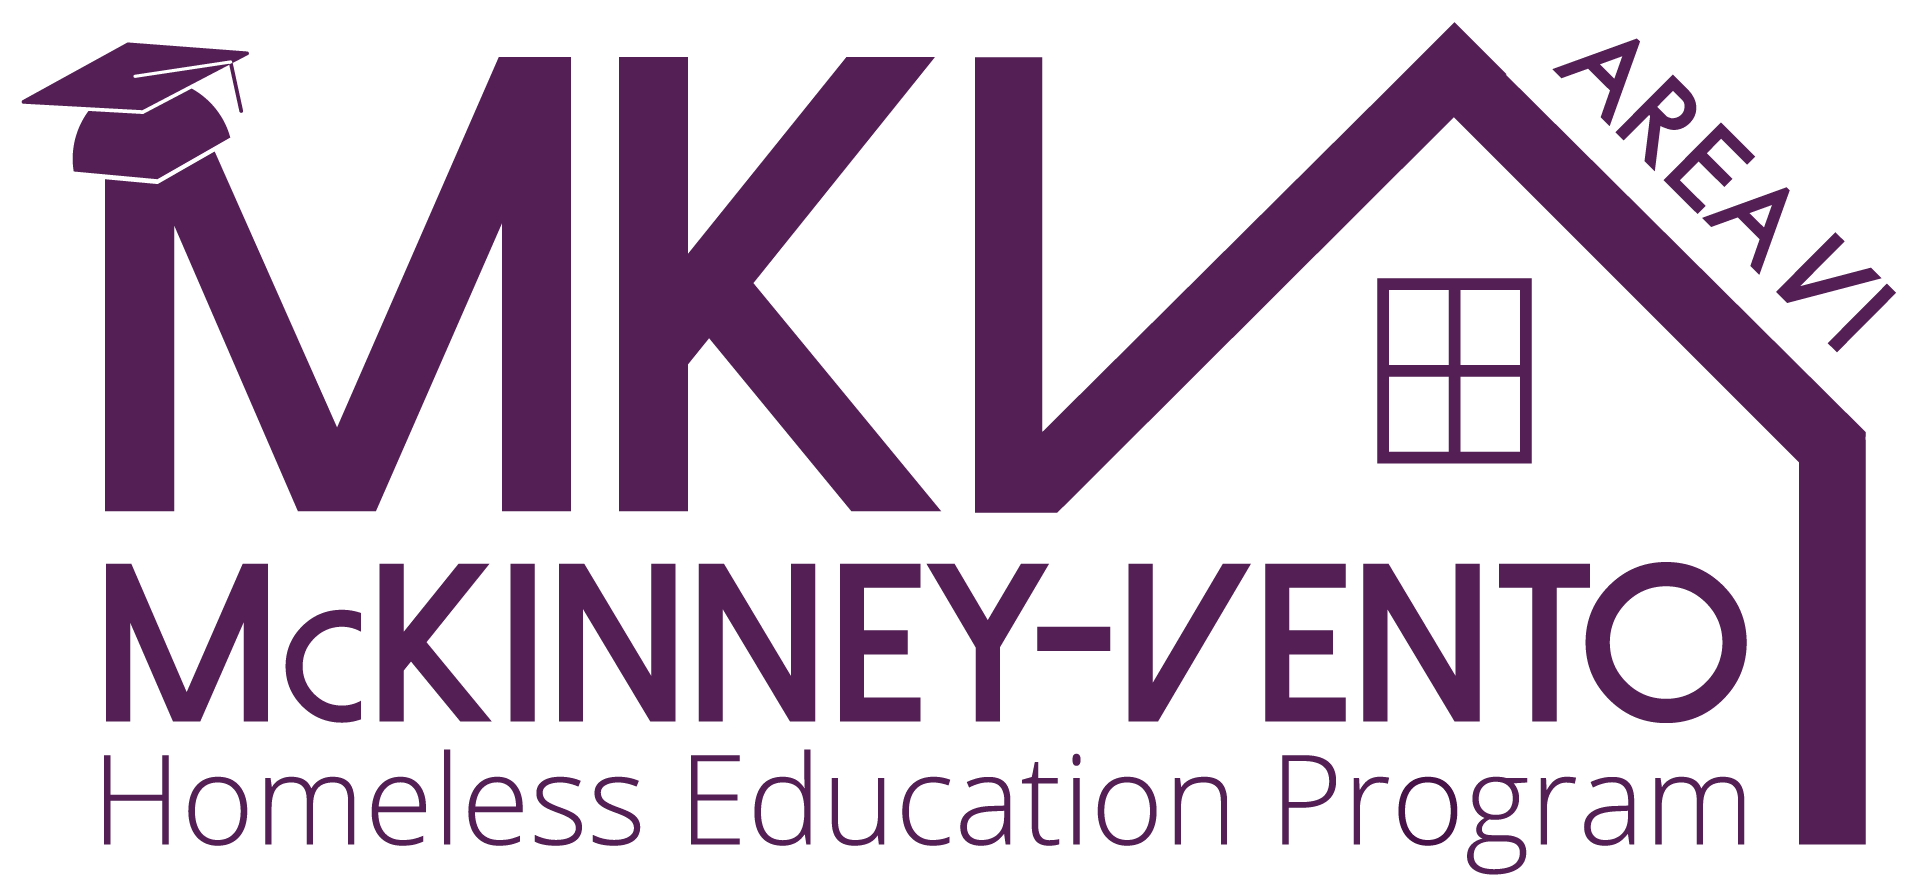 MKV
AREA VI
McKINNEY-VENTO
Homeless Education Program